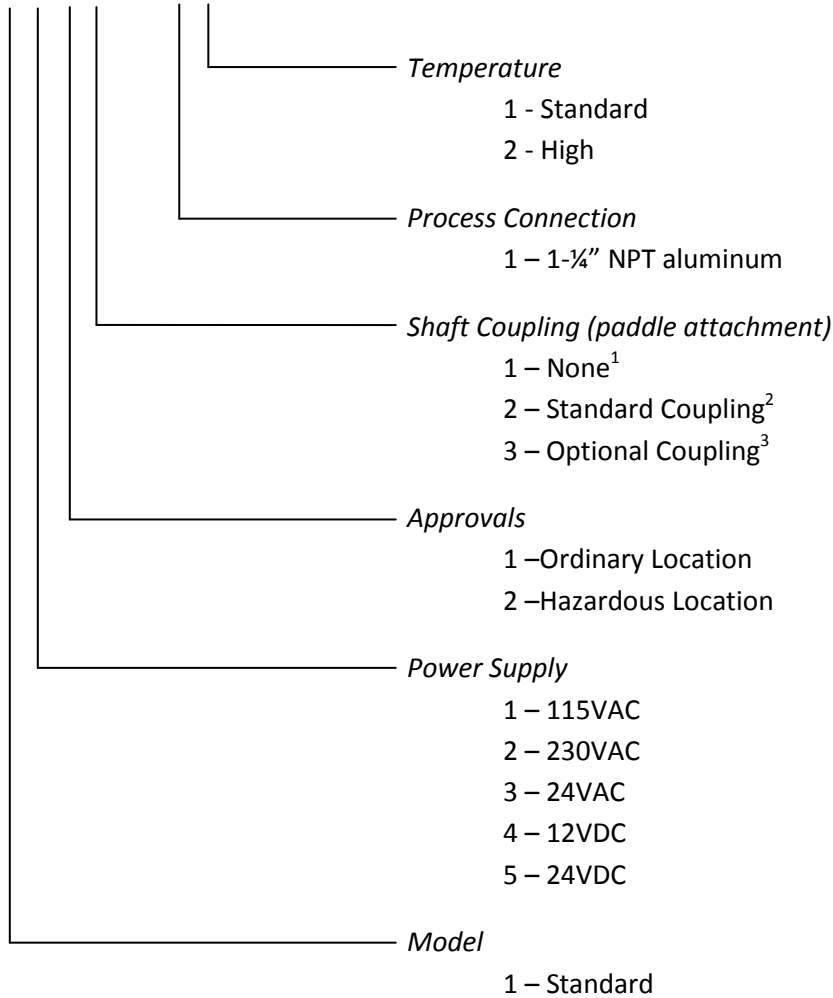 Temperature
1 - Standard
2 - High
Process Connection
1 – 1-¼” NPT aluminum
Shaft Coupling (paddle attachment)
1 – None¹
2 – Standard Coupling²
3 – Optional Coupling³
Approvals
1 –Ordinary Location
2 –Hazardous Location
Power Supply
1 – 115VAC
2 – 230VAC
3 – 24VAC
4 – 12VDC
5 – 24VDC
Model
1 – Standard